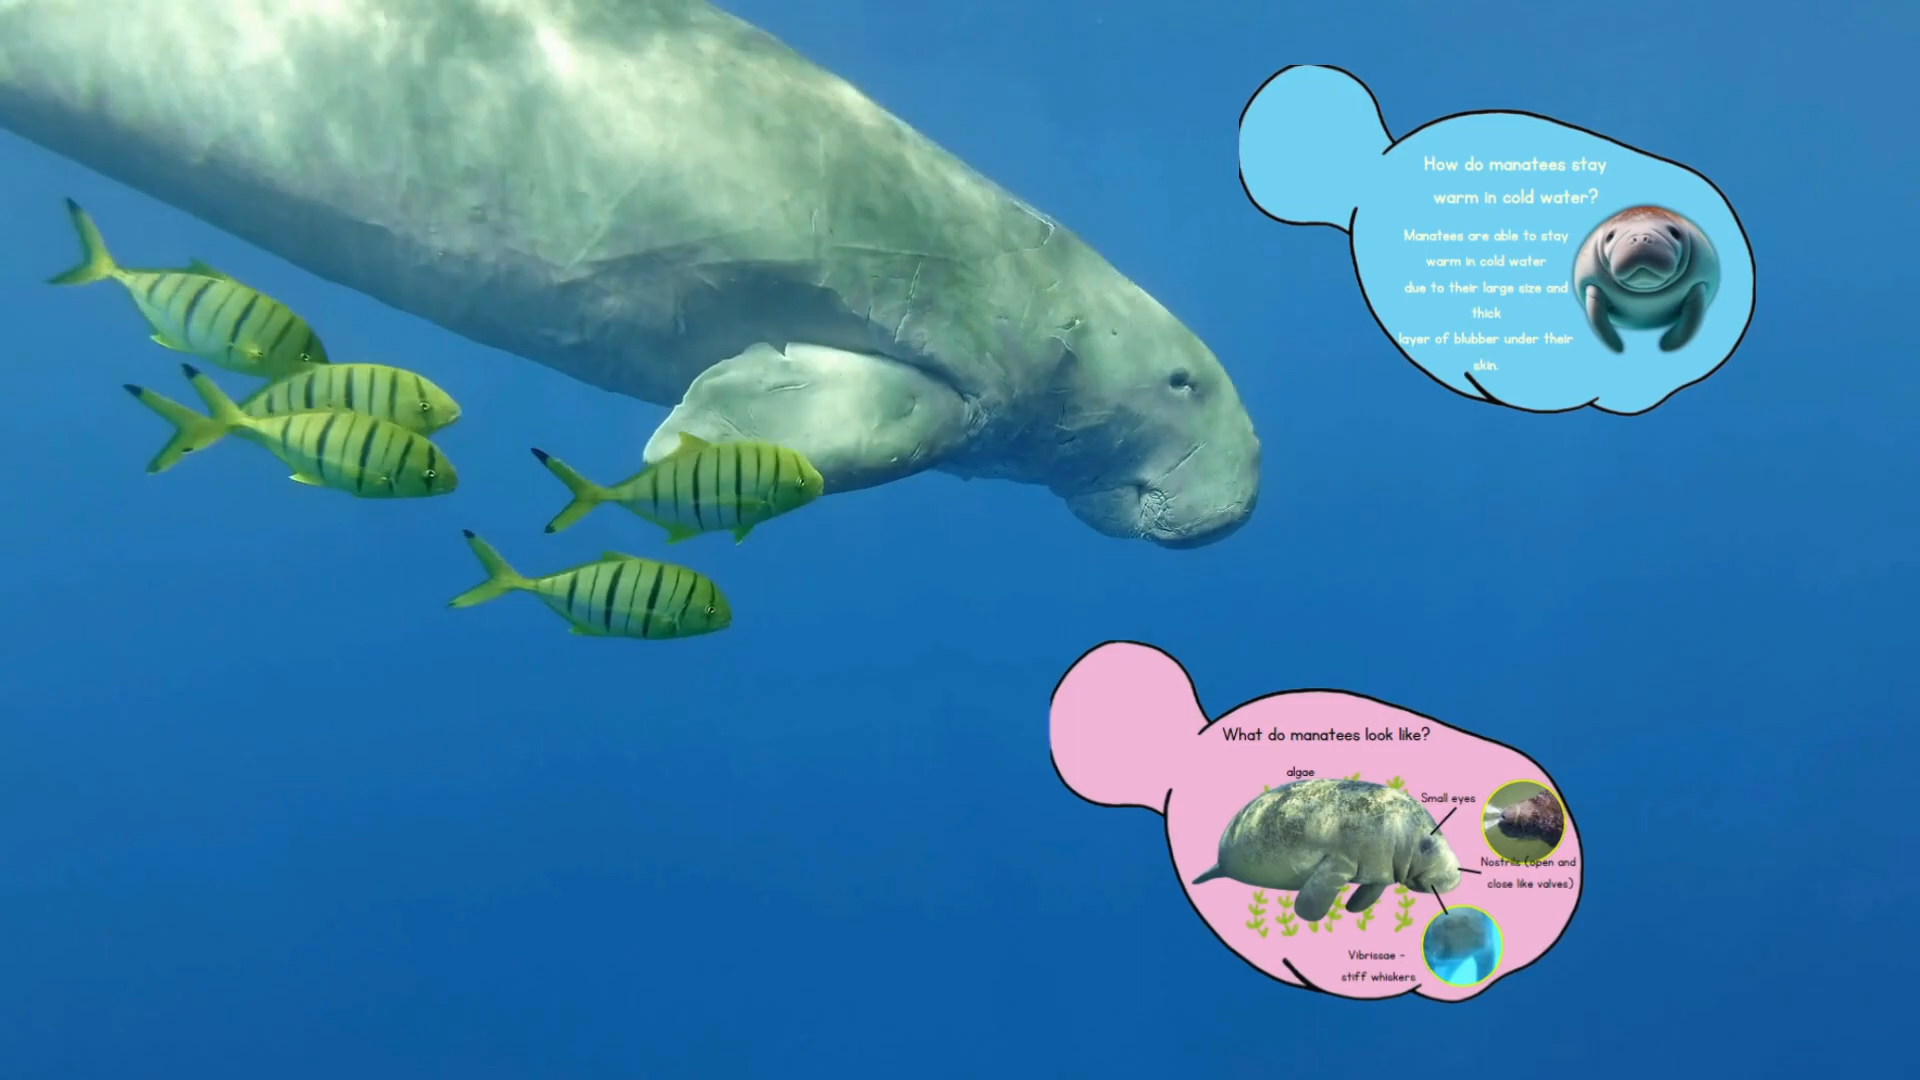 How do manatees stay
warm in cold water?
Manatees are able to stay
warm in cold water
due to their large size and
thick
layer of blubber under their
skin.
What do manatees look like?
algae
Small eyes
Nostrils (open and
close like valves)
Vibrissae -
stiff whiskers